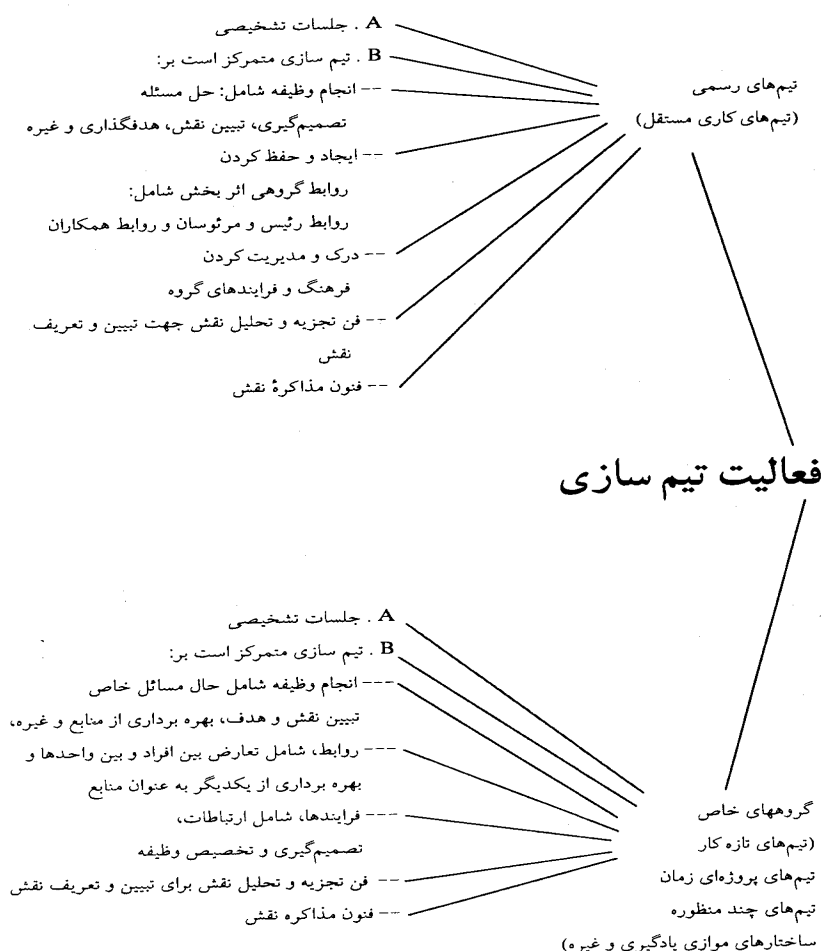 A . جلسات تشخیصی
B . تیم سازی متمرکز است بر:
-- انجام وظیفه شامل: حل مسئله
تصمیم‌گیری، تبیین نقش، هدفگذاری و غیره
-- ایجاد و حفظ کردن
روابط گروهی اثر بخش شامل:
روابط رئیس و مرئوسان و روابط همکاران
-- درک و مدیریت کردن
فرهنگ و فرایندهای گروه
-- فن تجزیه و تحلیل نقش جهت تبیین و تعریف
نقش
-- فنون مذاکرهٔ نقش
تیم‌های رسمی
(تیم‌های کاری مستقل)
فعالیت تیم سازی
A . جلسات تشخیصی
B . تیم سازی متمرکز است بر:
--- انجام وظیفه شامل حال مسائل خاص
تبیین نقش و هدف، بهره برداری از منابع و غیره،
--- روابط، شامل تعارض بین افراد و بین واحدها و
بهره برداری از یکدیگر به عنوان منابع
--- فرایندها، شامل ارتباطات،
تصمیم‌گیری و تخصیص وظیفه
-- فن تجزیه و تحلیل نقش برای تبیین و تعریف نقش
-- فنون مذاکره نقش
گروههای خاص
(تیم‌های تازه کار
تیم‌های پروژه‌ای زمان
تیم‌های چند منظوره
ساختارهای موازی یادگیری و غیره)